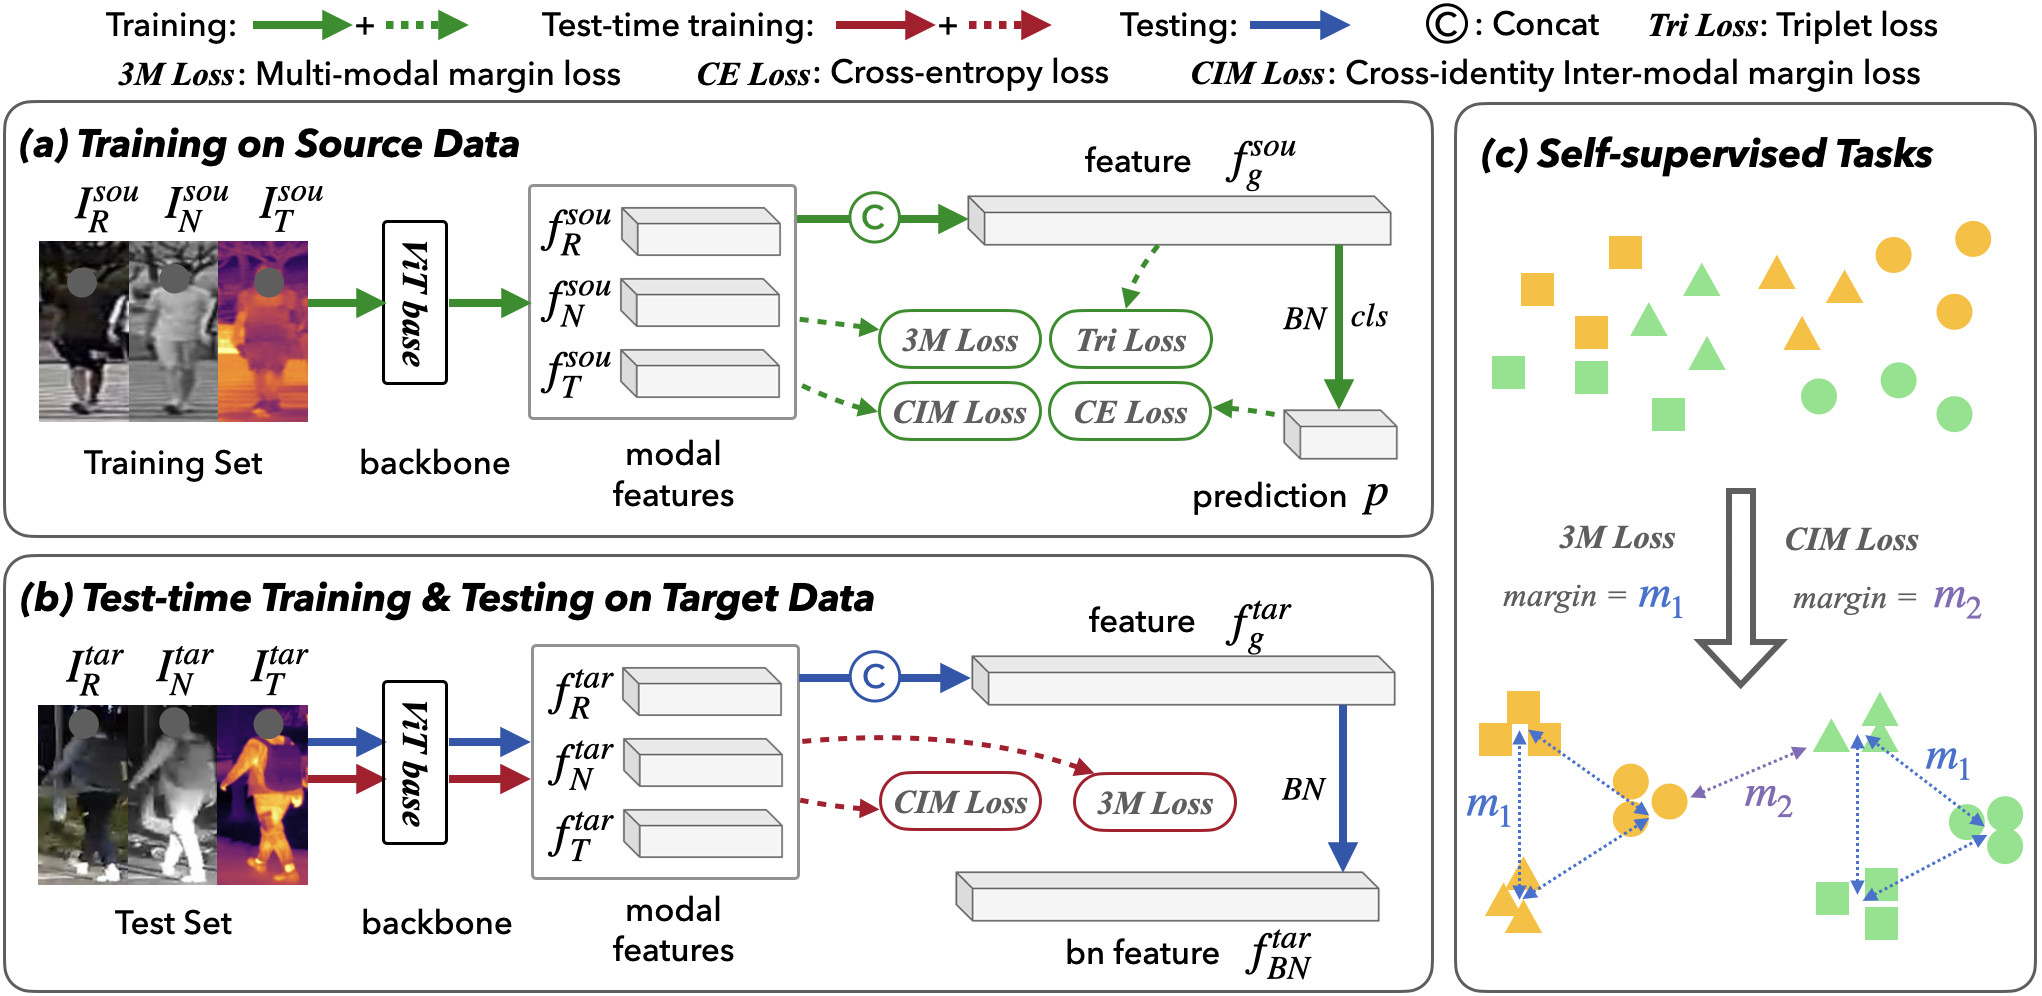 Training: + Test-time training: + Testing: C : Concat Tri Loss: Triplet loss
3M Loss: Multi-modal margin loss CE Loss: Cross-entropy loss CIM Loss: Cross-identity Inter-modal margin loss
(a) Training on Source Data
I_R^{sou} I_N^{sou} I_T^{sou}
ViT base
f_R^{sou}
f_N^{sou}
f_T^{sou}
C
feature f_g^{sou}
3M Loss Tri Loss
BN cls
CIM Loss CE Loss
Training Set
backbone
modal
features
prediction p
(b) Test-time Training & Testing on Target Data
I_R^{tar} I_N^{tar} I_T^{tar}
ViT base
f_R^{tar}
f_N^{tar}
f_T^{tar}
C
feature f_g^{tar}
CIM Loss 3M Loss
BN
Test Set
backbone
modal
features
bn feature f_{BN}^{tar}
(c) Self-supervised Tasks
3M Loss
margin = m_1
CIM Loss
margin = m_2
m_1
m_2
m_1